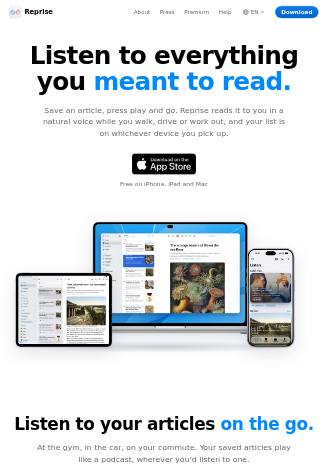 Reprise
About Press Premium Help EN Download
Listen to everything
you meant to read.
Save an article, press play and go. Reprise reads it to you in a
natural voice while you walk, drive or work out, and your list is
on whichever device you pick up.
Download on the
App Store
Free on iPhone, iPad and Mac
Listen to your articles on the go.
At the gym, in the car, on your commute. Your saved articles play
like a podcast, wherever you'd listen to one.